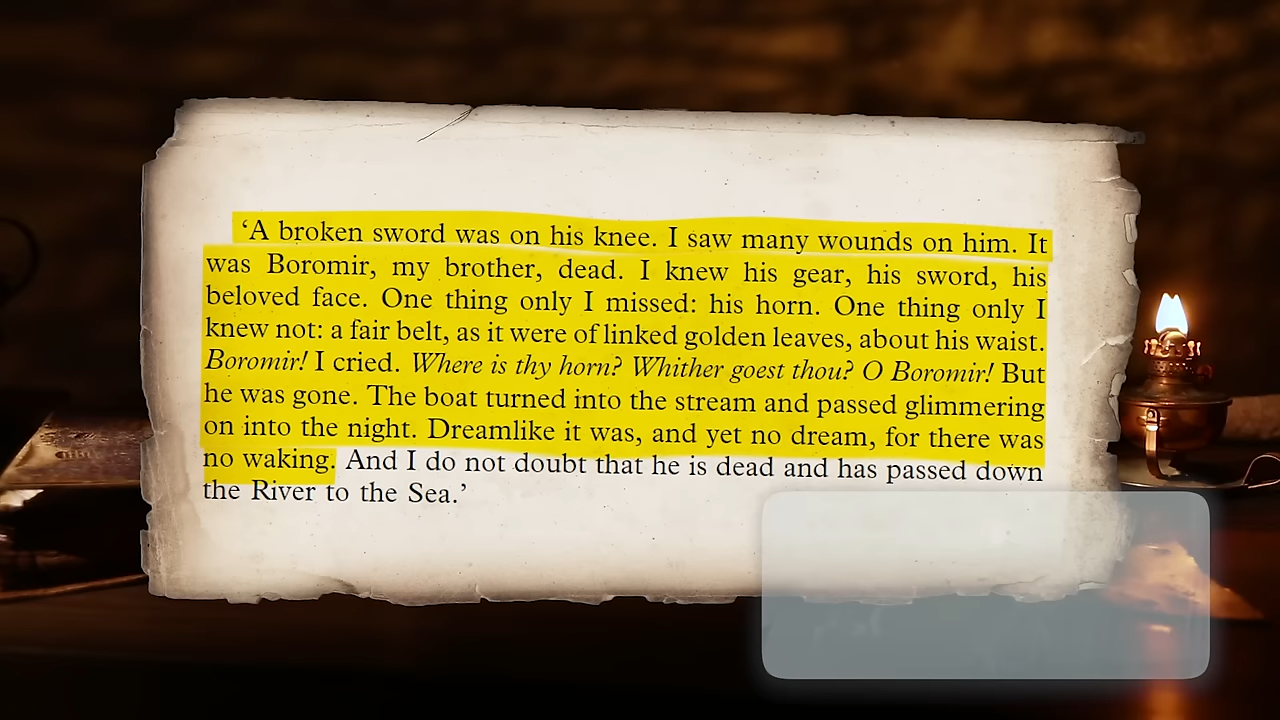 ‘A broken sword was on his knee. I saw many wounds on him. It
was Boromir, my brother, dead. I knew his gear, his sword, his
beloved face. One thing only I missed: his horn. One thing only I
knew not: a fair belt, as it were of linked golden leaves, about his waist.
Boromir! I cried. Where is thy horn? Whither goest thou? O Boromir! But
he was gone. The boat turned into the stream and passed glimmering
on into the night. Dreamlike it was, and yet no dream, for there was
no waking. And I do not doubt that he is dead and has passed down
the River to the Sea.’